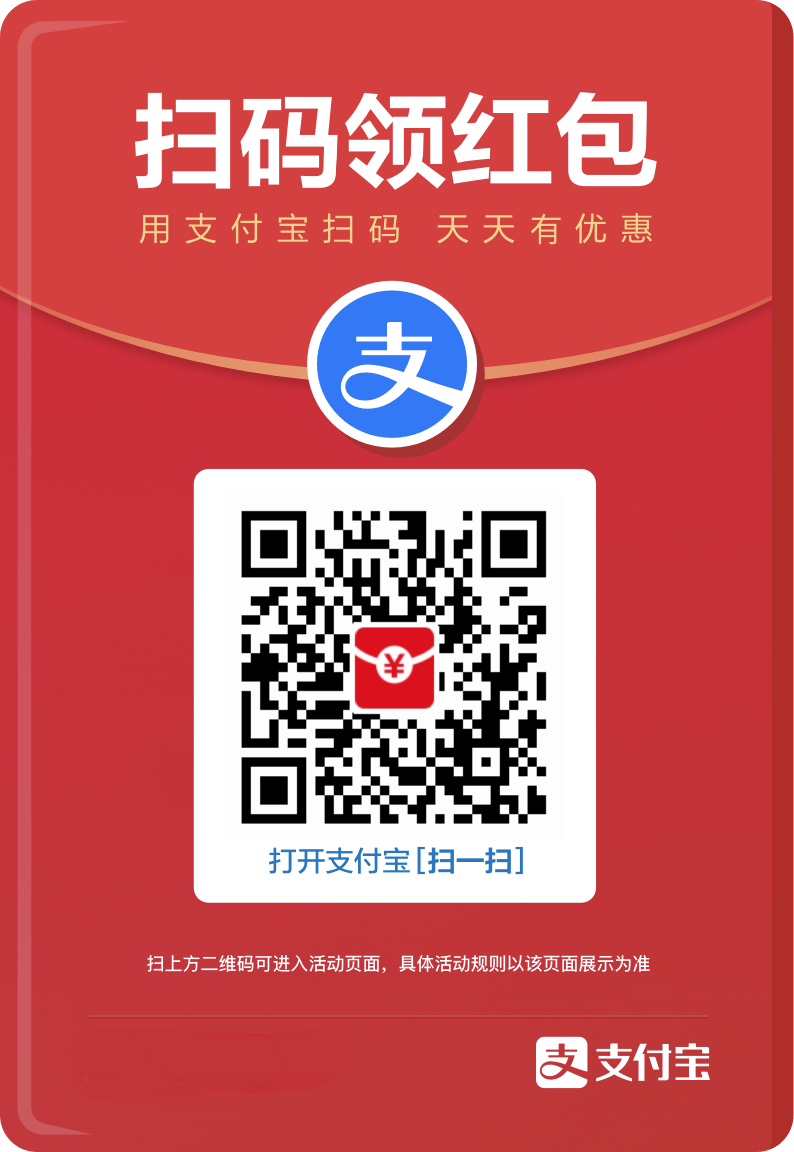 扫码领红包
用支付宝扫码 天天有优惠
支
¥
打开支付宝[扫一扫]
扫上方二维码可进入活动页面，具体活动规则以该页面展示为准
支 支付宝